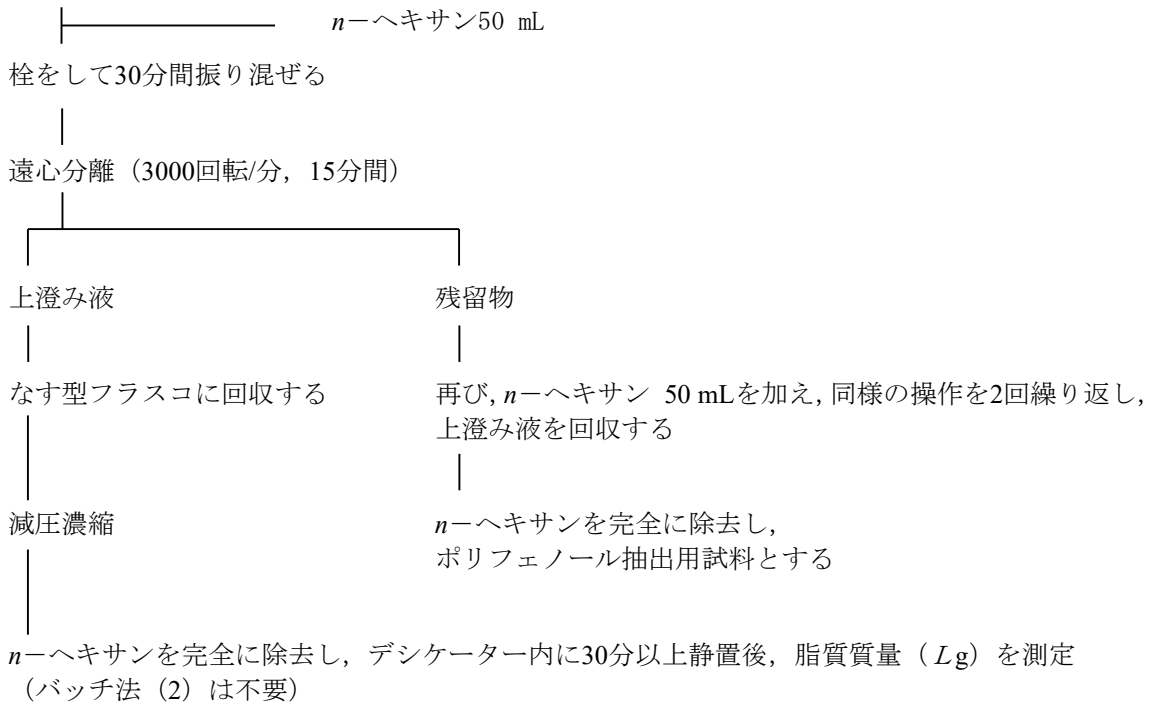 n－ヘキサン50 mL
栓をして30分間振り混ぜる
遠心分離（3000回転/分，15分間）
上澄み液
残留物
なす型フラスコに回収する
再び，n－ヘキサン 50 mLを加え，同様の操作を2回繰り返し，
上澄み液を回収する
減圧濃縮
n－ヘキサンを完全に除去し，
ポリフェノール抽出用試料とする
n－ヘキサンを完全に除去し，デシケーター内に30分以上静置後，脂質質量（Lg）を測定
（バッチ法（2）は不要）